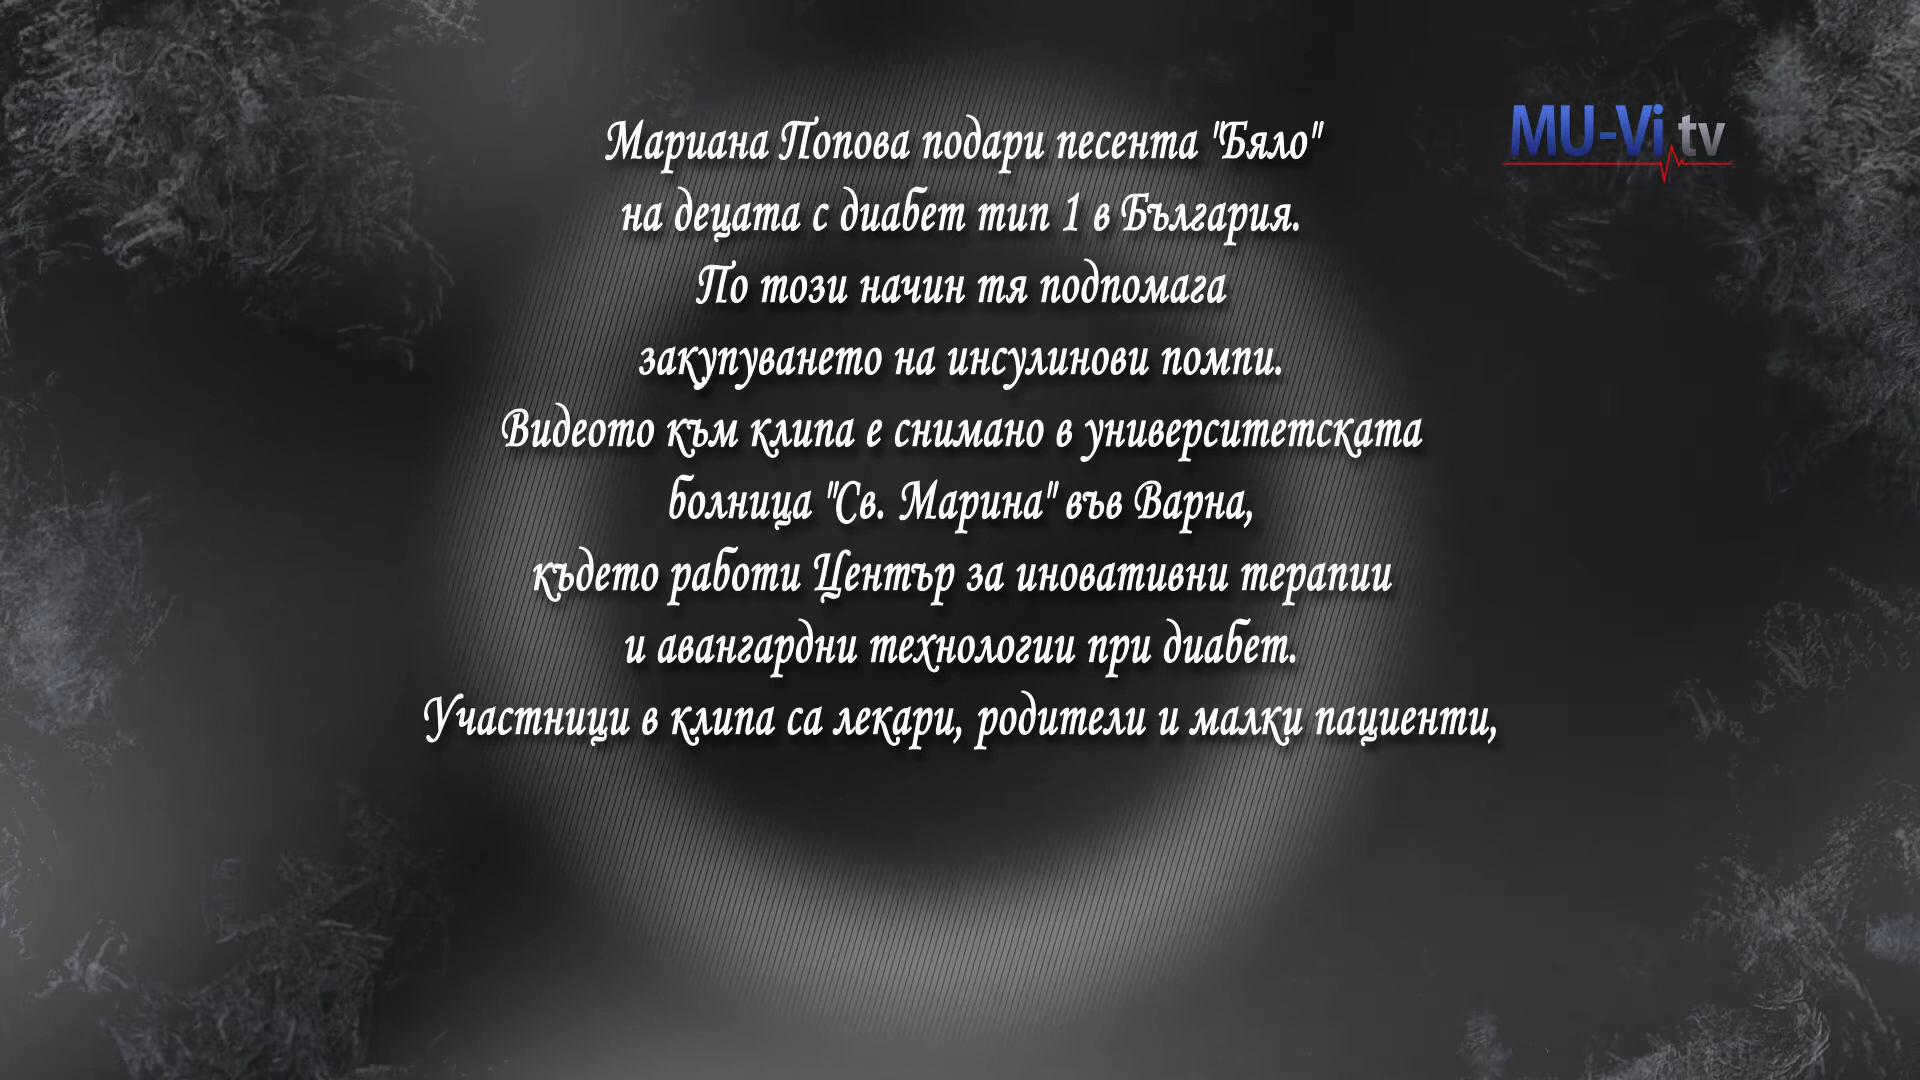 MU-Vi.tv
Мариана Попова подари песента "Бяло"
на децата с диабет тип 1 в България.
По този начин тя подпомага
закупуването на инсулинови помпи.
Видеото към клипа е снимано в университетската
болница "Св. Марина" във Варна,
където работи Център за иновативни терапии
и авангардни технологии при диабет.
Участници в клипа са лекари, родители и малки пациенти,